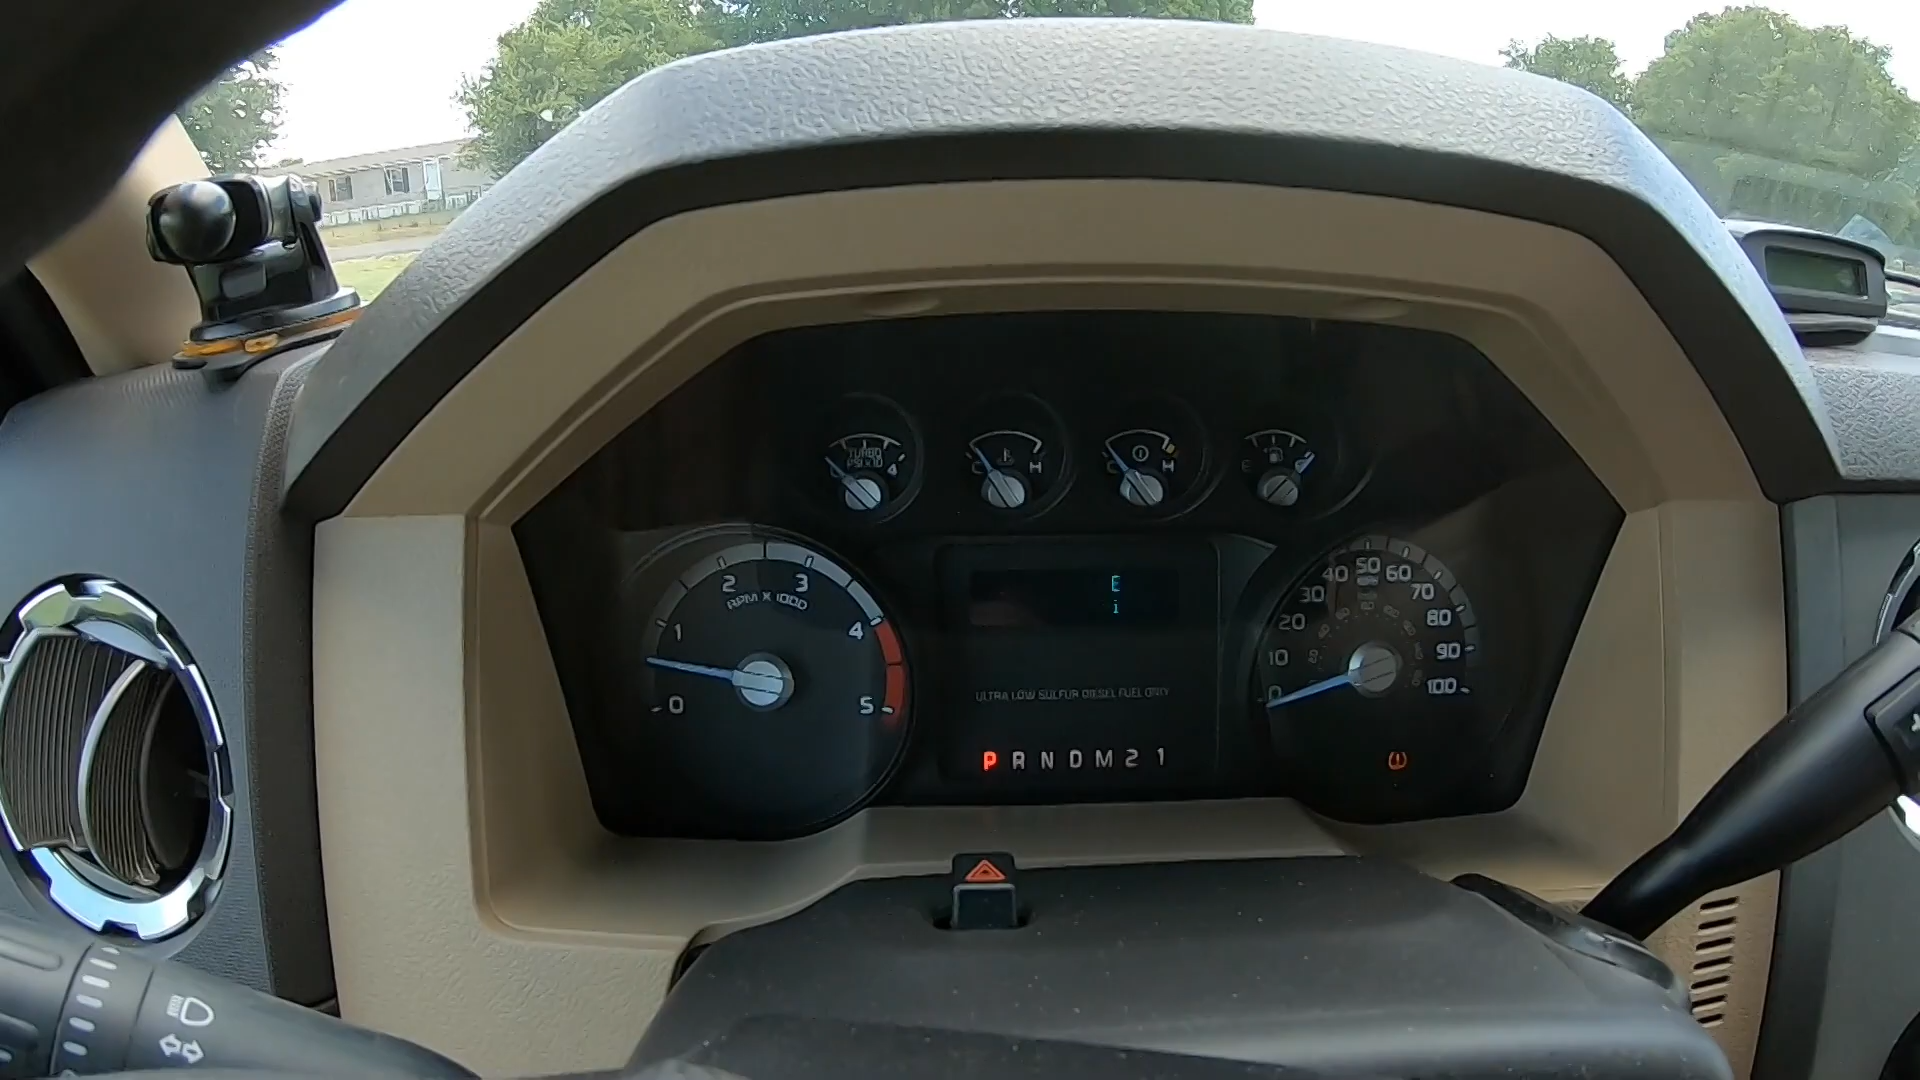 TURBO
PSI X 10
4
C H
C H
E F
0 1 2 3 4 5
RPM X 1000
E
i
ULTRA LOW SULFUR DIESEL FUEL ONLY
P R N D M 2 1
0 10 20 30 40 50 60 70 80 90 100